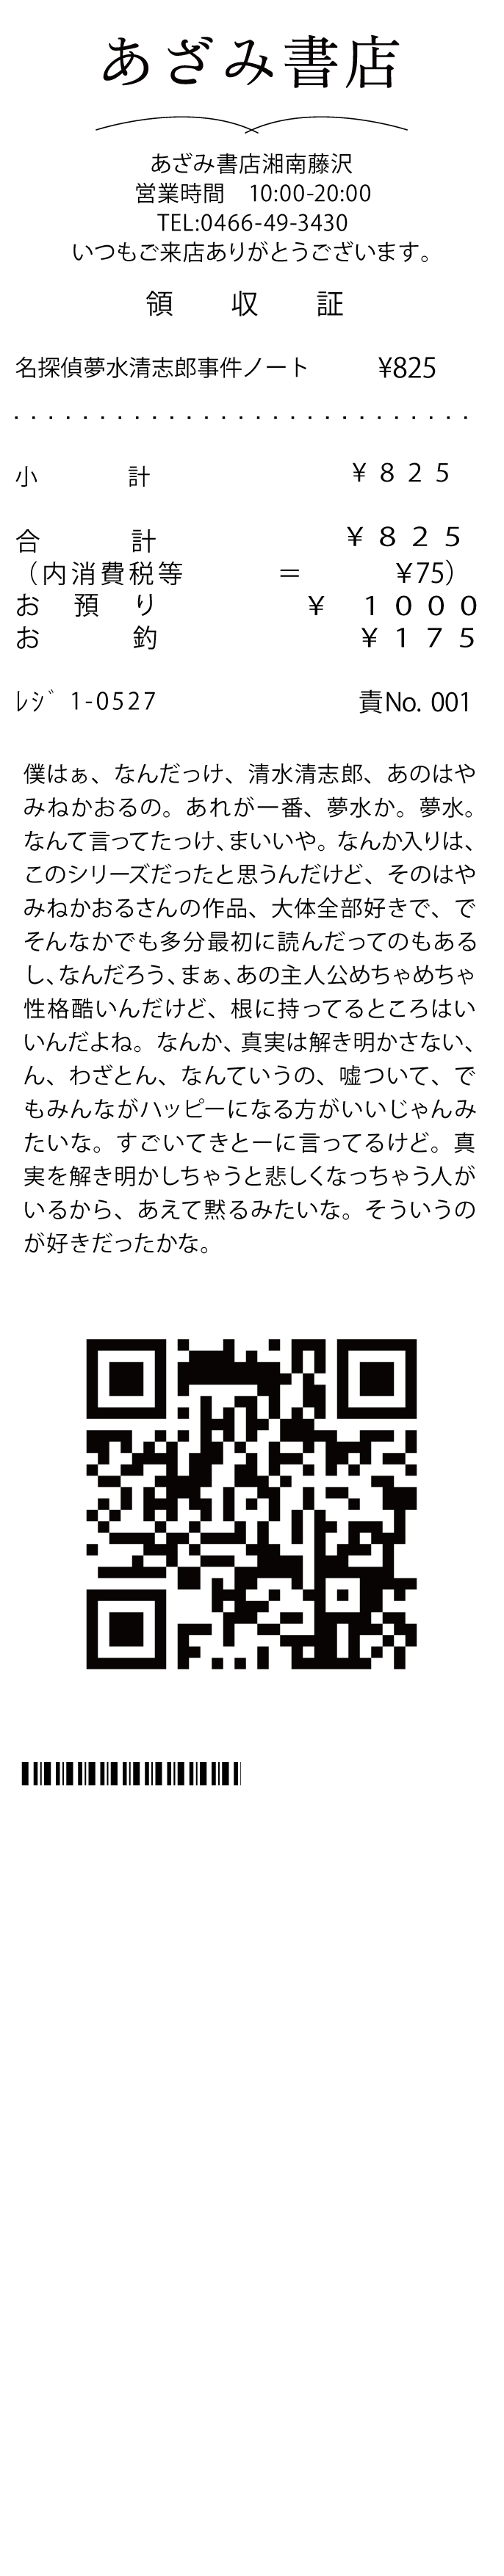 あざみ書店
あざみ書店湘南藤沢
営業時間　10:00-20:00
TEL:0466-49-3430
いつもご来店ありがとうございます。
領　収　証
名探偵夢水清志郎事件ノート　¥825
小　計　¥８２５
合　計　¥８２５
（内消費税等　＝　¥75）
お　預　り　¥　１０００
お　釣　¥１７５
ﾚｼﾞ 1-0527　責No. 001
僕はぁ、なんだっけ、清水清志郎、あのはや
みねかおるの。あれが一番、夢水か。夢水。
なんて言ってたっけ、まいいや。なんか入りは、
このシリーズだったと思うんだけど、そのはや
みねかおるさんの作品、大体全部好きで、で
そんなかでも多分最初に読んだってのもある
し、なんだろう、まぁ、あの主人公めちゃめちゃ
性格酷いんだけど、根に持ってるところはい
いんだよね。なんか、真実は解き明かさない、
ん、わざとん、なんていうの、嘘ついて、で
もみんながハッピーになる方がいいじゃんみ
たいな。すごいてきとーに言ってるけど。真
実を解き明かしちゃうと悲しくなっちゃう人が
いるから、あえて黙るみたいな。そういうの
が好きだったかな。